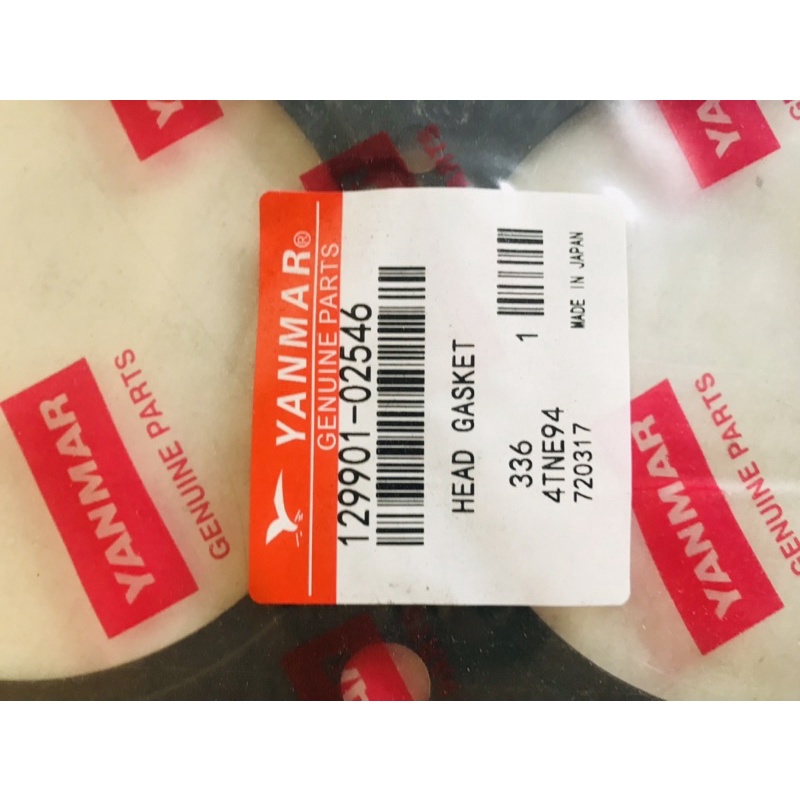 YANMAR®
GENUINE PARTS
129901-02546
HEAD GASKET
336
1
4TNE94
720317
MADE IN JAPAN
YANMAR
GENUINE PARTS
YANMAR
GENUINE PARTS